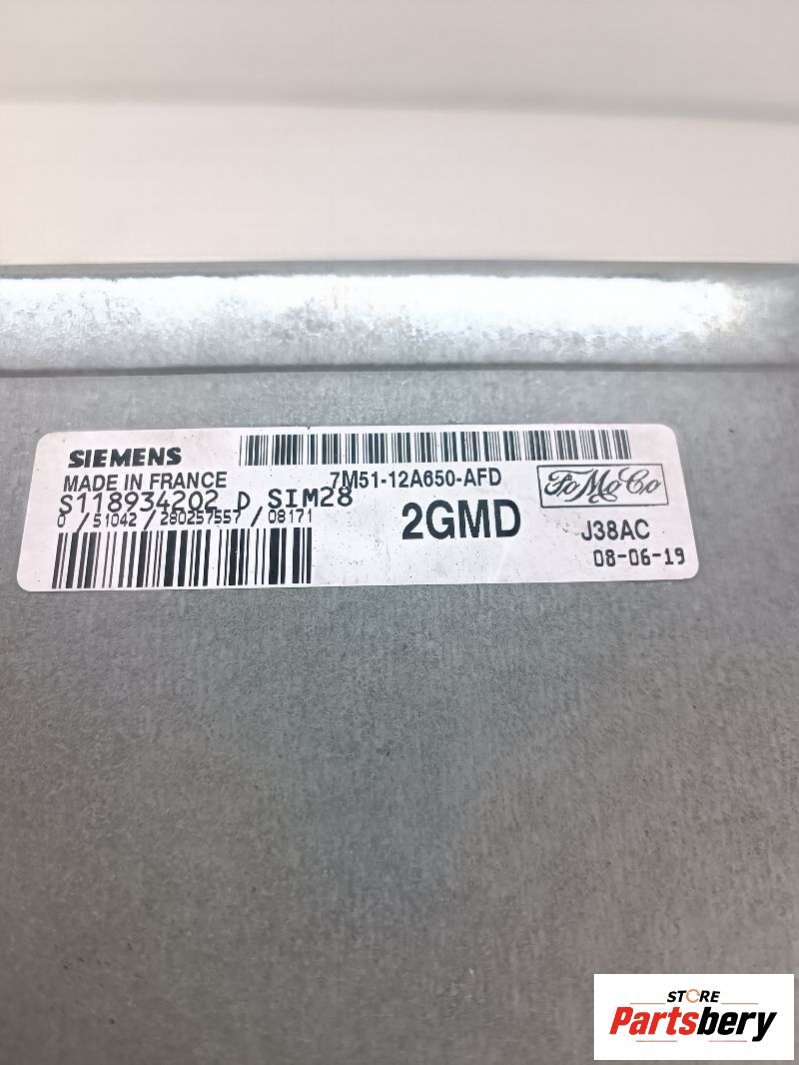 SIEMENS
MADE IN FRANCE
7M51-12A650-AFD
FoMoCo
S118934202 D SIM28
0 / 51042 / 280257557 / 08171
2GMD
J38AC
08-06-19
STORE
Partsbery